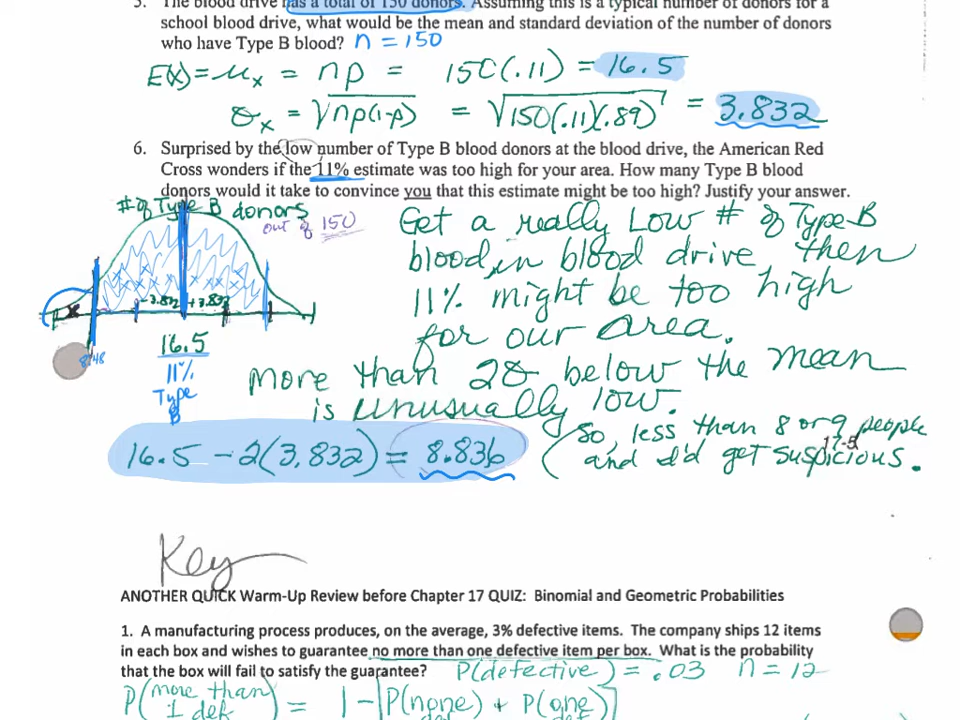 5. The blood drive has a total of 150 donors. Assuming this is a typical number of donors for a
school blood drive, what would be the mean and standard deviation of the number of donors
who have Type B blood? n = 150
E(x) = μx = np = 150(.11) = 16.5
σx = √np(1-p) = √150(.11)(.89) = 3.832
6. Surprised by the low number of Type B blood donors at the blood drive, the American Red
Cross wonders if the 11% estimate was too high for your area. How many Type B blood
donors would it take to convince you that this estimate might be too high? Justify your answer.
# of Type B donors
out of 150
Get a really Low # of Type B
blood in blood drive then
11% might be too high
for our area.
-3.832 +3.832
16.5
11%
Type
B
More than 2σ below the mean
is unusually low.
16.5 - 2(3.832) = 8.836
(So, less than 8 or 9 people
and I'd get suspicious.
17-5
Key
ANOTHER QUICK Warm-Up Review before Chapter 17 QUIZ: Binomial and Geometric Probabilities
1. A manufacturing process produces, on the average, 3% defective items. The company ships 12 items
in each box and wishes to guarantee no more than one defective item per box. What is the probability
that the box will fail to satisfy the guarantee? P(defective) = .03 n = 12
P(more than 1 def) = 1 - [P(none) + P(one)]